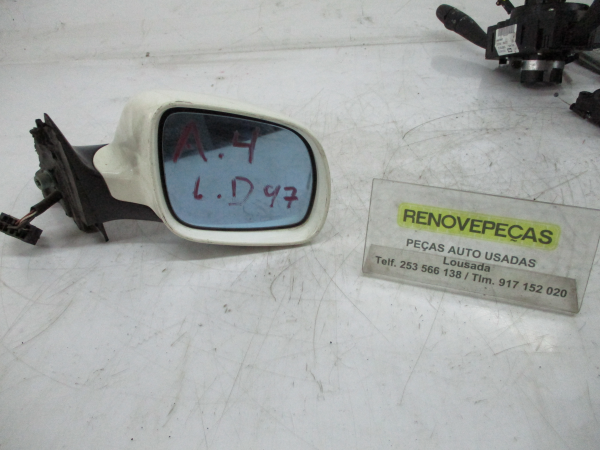 A.4
L.D 97
RENOVEPEÇAS
PEÇAS AUTO USADAS
Lousada
Telf. 253 566 138 / Tlm. 917 152 020